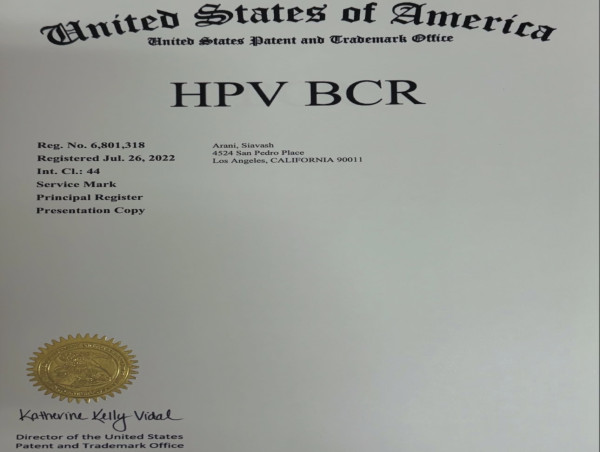 United States of America
United States Patent and Trademark Office
HPV BCR
Reg. No. 6,801,318
Registered Jul. 26, 2022
Int. Cl.: 44
Service Mark
Principal Register
Presentation Copy
Arani, Siavash
4524 San Pedro Place
Los Angeles, CALIFORNIA 90011
Katherine Kelly Vidal
Director of the United States
Patent and Trademark Office